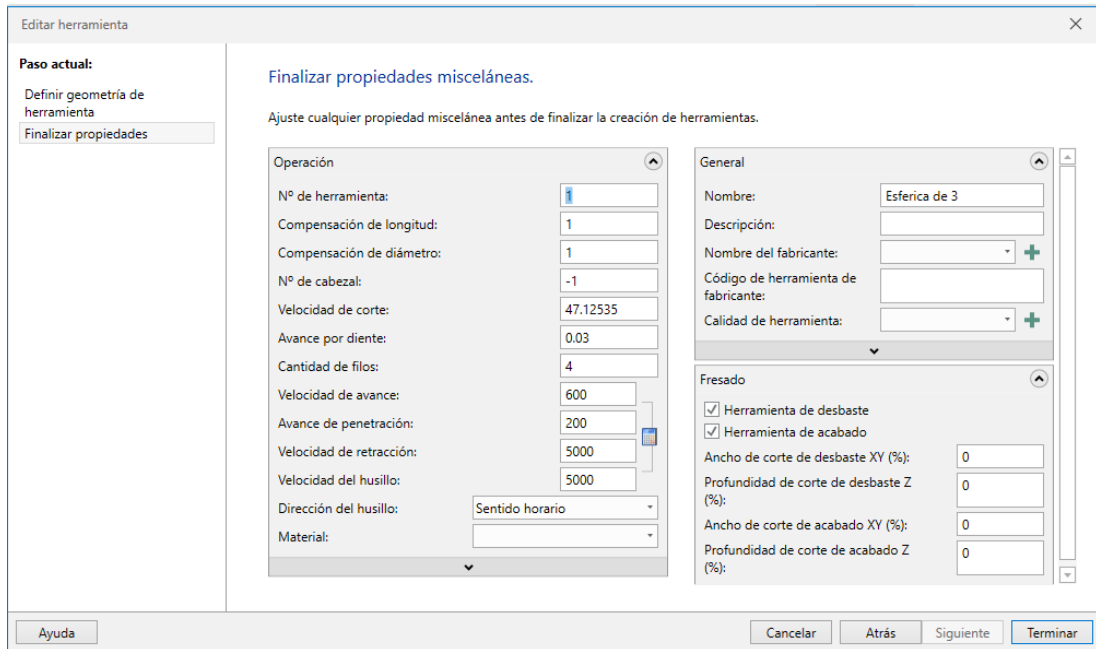 Editar herramienta
Paso actual:
Definir geometría de
herramienta
Finalizar propiedades
Finalizar propiedades misceláneas.
Ajuste cualquier propiedad miscelánea antes de finalizar la creación de herramientas.
Operación
Nº de herramienta: 1
Compensación de longitud: 1
Compensación de diámetro: 1
Nº de cabezal: -1
Velocidad de corte: 47.12535
Avance por diente: 0.03
Cantidad de filos: 4
Velocidad de avance: 600
Avance de penetración: 200
Velocidad de retracción: 5000
Velocidad del husillo: 5000
Dirección del husillo: Sentido horario
Material:
General
Nombre: Esferica de 3
Descripción:
Nombre del fabricante:
Código de herramienta de
fabricante:
Calidad de herramienta:
Fresado
Herramienta de desbaste
Herramienta de acabado
Ancho de corte de desbaste XY (%): 0
Profundidad de corte de desbaste Z
(%): 0
Ancho de corte de acabado XY (%): 0
Profundidad de corte de acabado Z
(%): 0
Ayuda
Cancelar
Atrás
Siguiente
Terminar